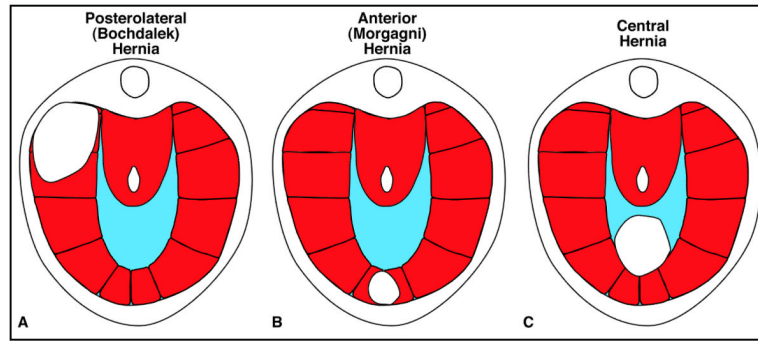 Posterolateral
(Bochdalek)
Hernia
Anterior
(Morgagni)
Hernia
Central
Hernia
A
B
C